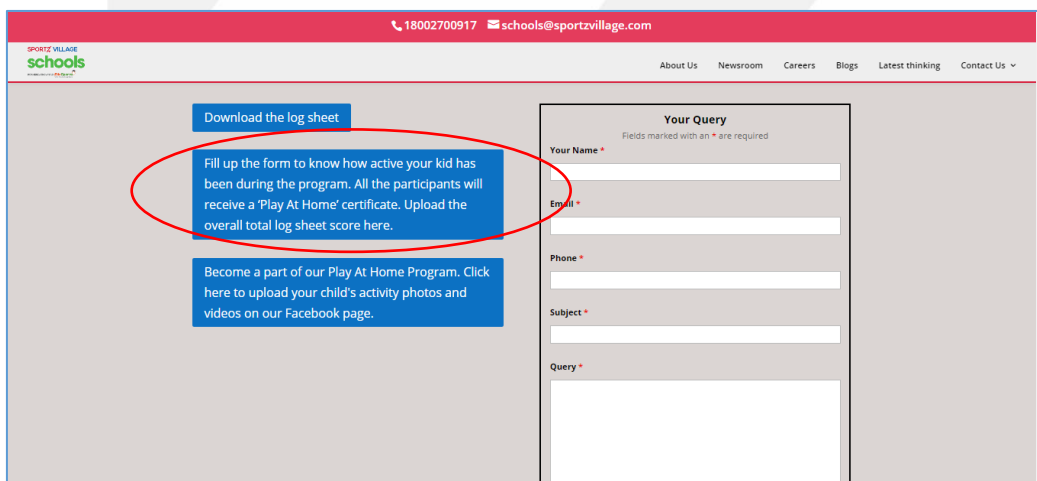 18002700917 schools@sportzvillage.com
SPORTZ VILLAGE
schools
About Us Newsroom Careers Blogs Latest thinking Contact Us
Download the log sheet
Fill up the form to know how active your kid has
been during the program. All the participants will
receive a ‘Play At Home’ certificate. Upload the
overall total log sheet score here.
Become a part of our Play At Home Program. Click
here to upload your child's activity photos and
videos on our Facebook page.
Your Query
Fields marked with an * are required
Your Name *
Email *
Phone *
Subject *
Query *